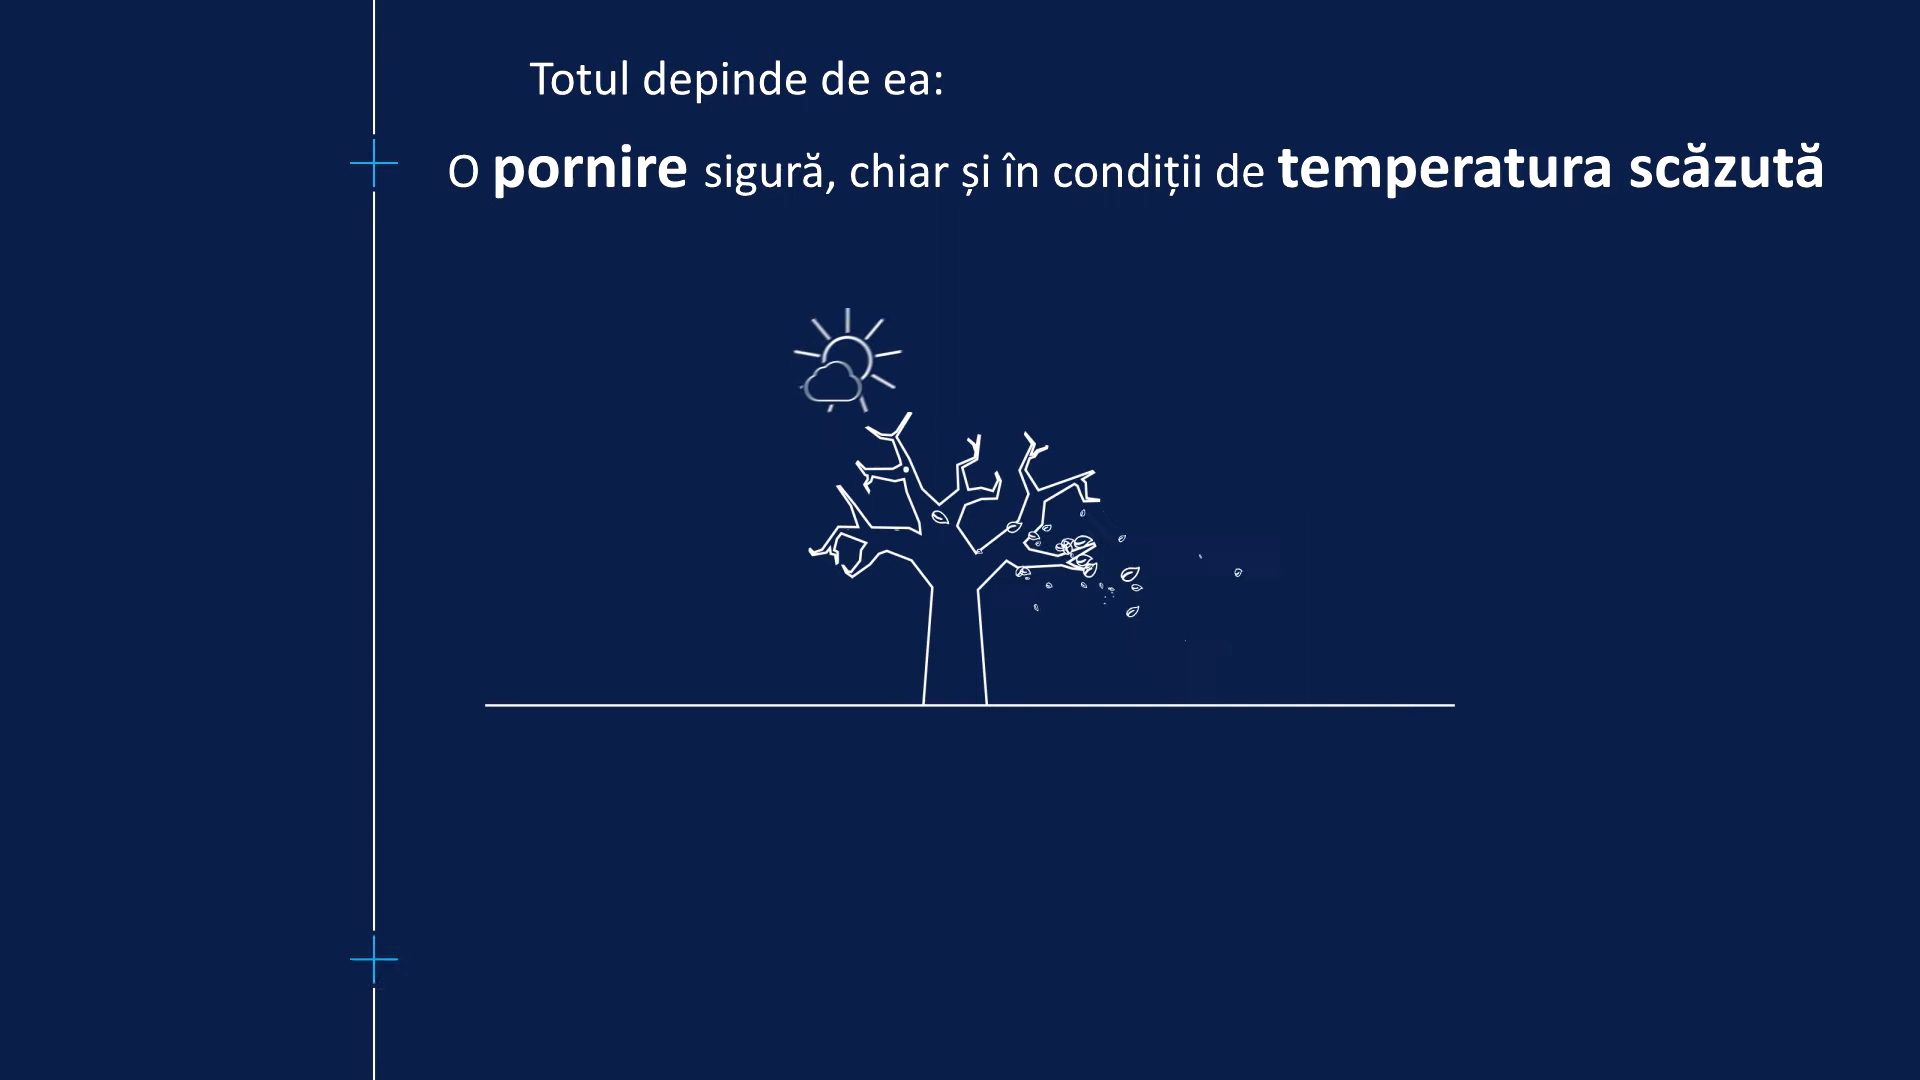 Totul depinde de ea:
O pornire sigură, chiar și în condiții de temperatura scăzută